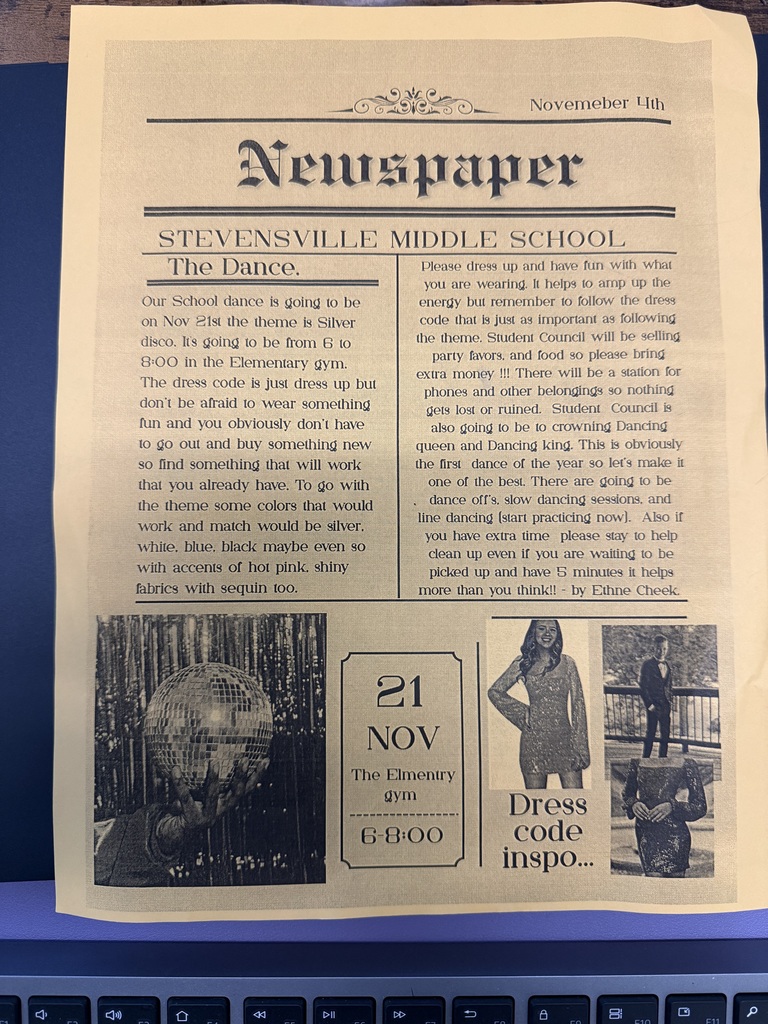 Novemeber 4th
Newspaper
STEVENSVILLE MIDDLE SCHOOL
The Dance.
Our School dance is going to be
on Nov 21st the theme is Silver
disco. It's going to be from 6 to
8:00 in the Elementary gym.
The dress code is just dress up but
don't be afraid to wear something
fun and you obviously don't have
to go out and buy something new
so find something that will work
that you already have. To go with
the theme some colors that would
work and match would be silver,
white, blue, black maybe even so
with accents of hot pink, shiny
fabrics with sequin too.
Please dress up and have fun with what
you are wearing. It helps to amp up the
energy but remember to follow the dress
code that is just as important as following
the theme. Student Council will be selling
party favors, and food so please bring
extra money !!! There will be a station for
phones and other belongings so nothing
gets lost or ruined. Student Council is
also going to be to crowning Dancing
queen and Dancing king. This is obviously
the first dance of the year so let's make it
one of the best. There are going to be
dance off's, slow dancing sessions, and
line dancing (start practicing now). Also if
you have extra time please stay to help
clean up even if you are waiting to be
picked up and have 5 minutes it helps
more than you think!! - by Ethne Cheek.
21
NOV
The Elmentry
gym
6-8:00
Dress
code
inspo...
F10